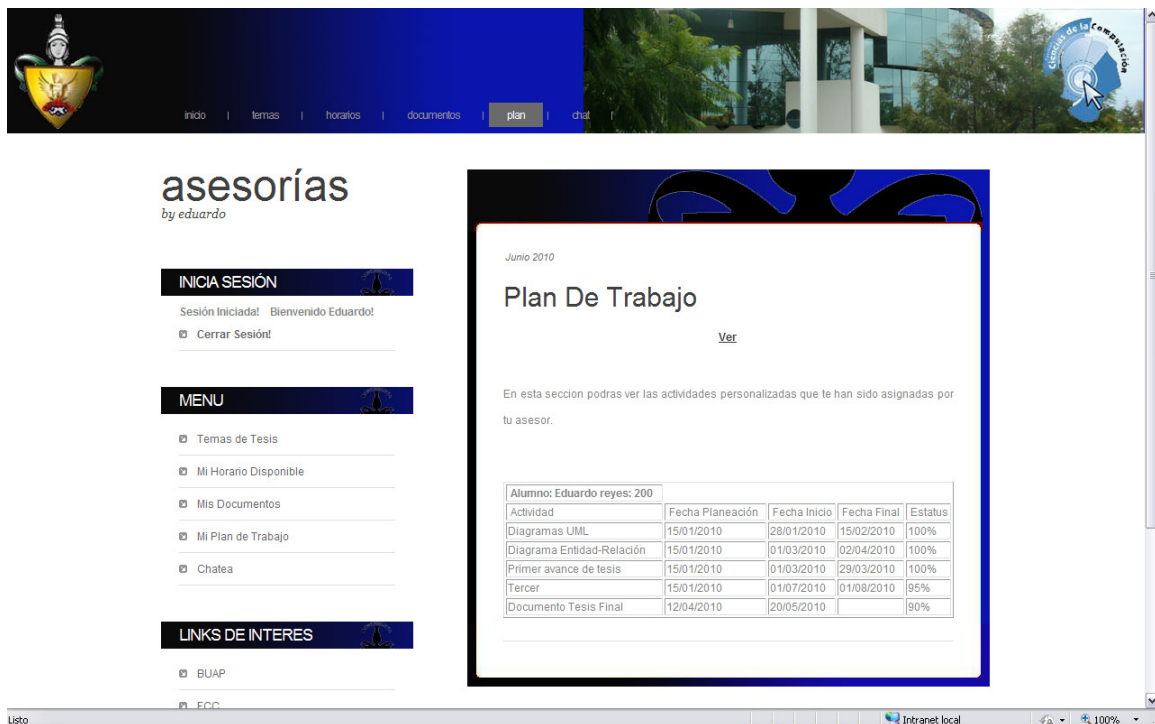 Ciencias de la Computación
inicio | temas | horarios | documentos | plan | chat |
asesorías
by eduardo
INICIA SESIÓN
Sesión Iniciada! Bienvenido Eduardo!
Cerrar Sesión!
MENU
Temas de Tesis
Mi Horario Disponible
Mis Documentos
Mi Plan de Trabajo
Chatea
LINKS DE INTERES
BUAP
FCC
Junio 2010
Plan De Trabajo
Ver
En esta seccion podras ver las actividades personalizadas que te han sido asignadas por
tu asesor.
Alumno: Eduardo reyes: 200
Actividad Fecha Planeación Fecha Inicio Fecha Final Estatus
Diagramas UML 15/01/2010 28/01/2010 15/02/2010 100%
Diagrama Entidad-Relación 15/01/2010 01/03/2010 02/04/2010 100%
Primer avance de tesis 15/01/2010 01/03/2010 29/03/2010 100%
Tercer 15/01/2010 01/07/2010 01/08/2010 95%
Documento Tesis Final 12/04/2010 20/05/2010 90%
Listo
Intranet local
100%